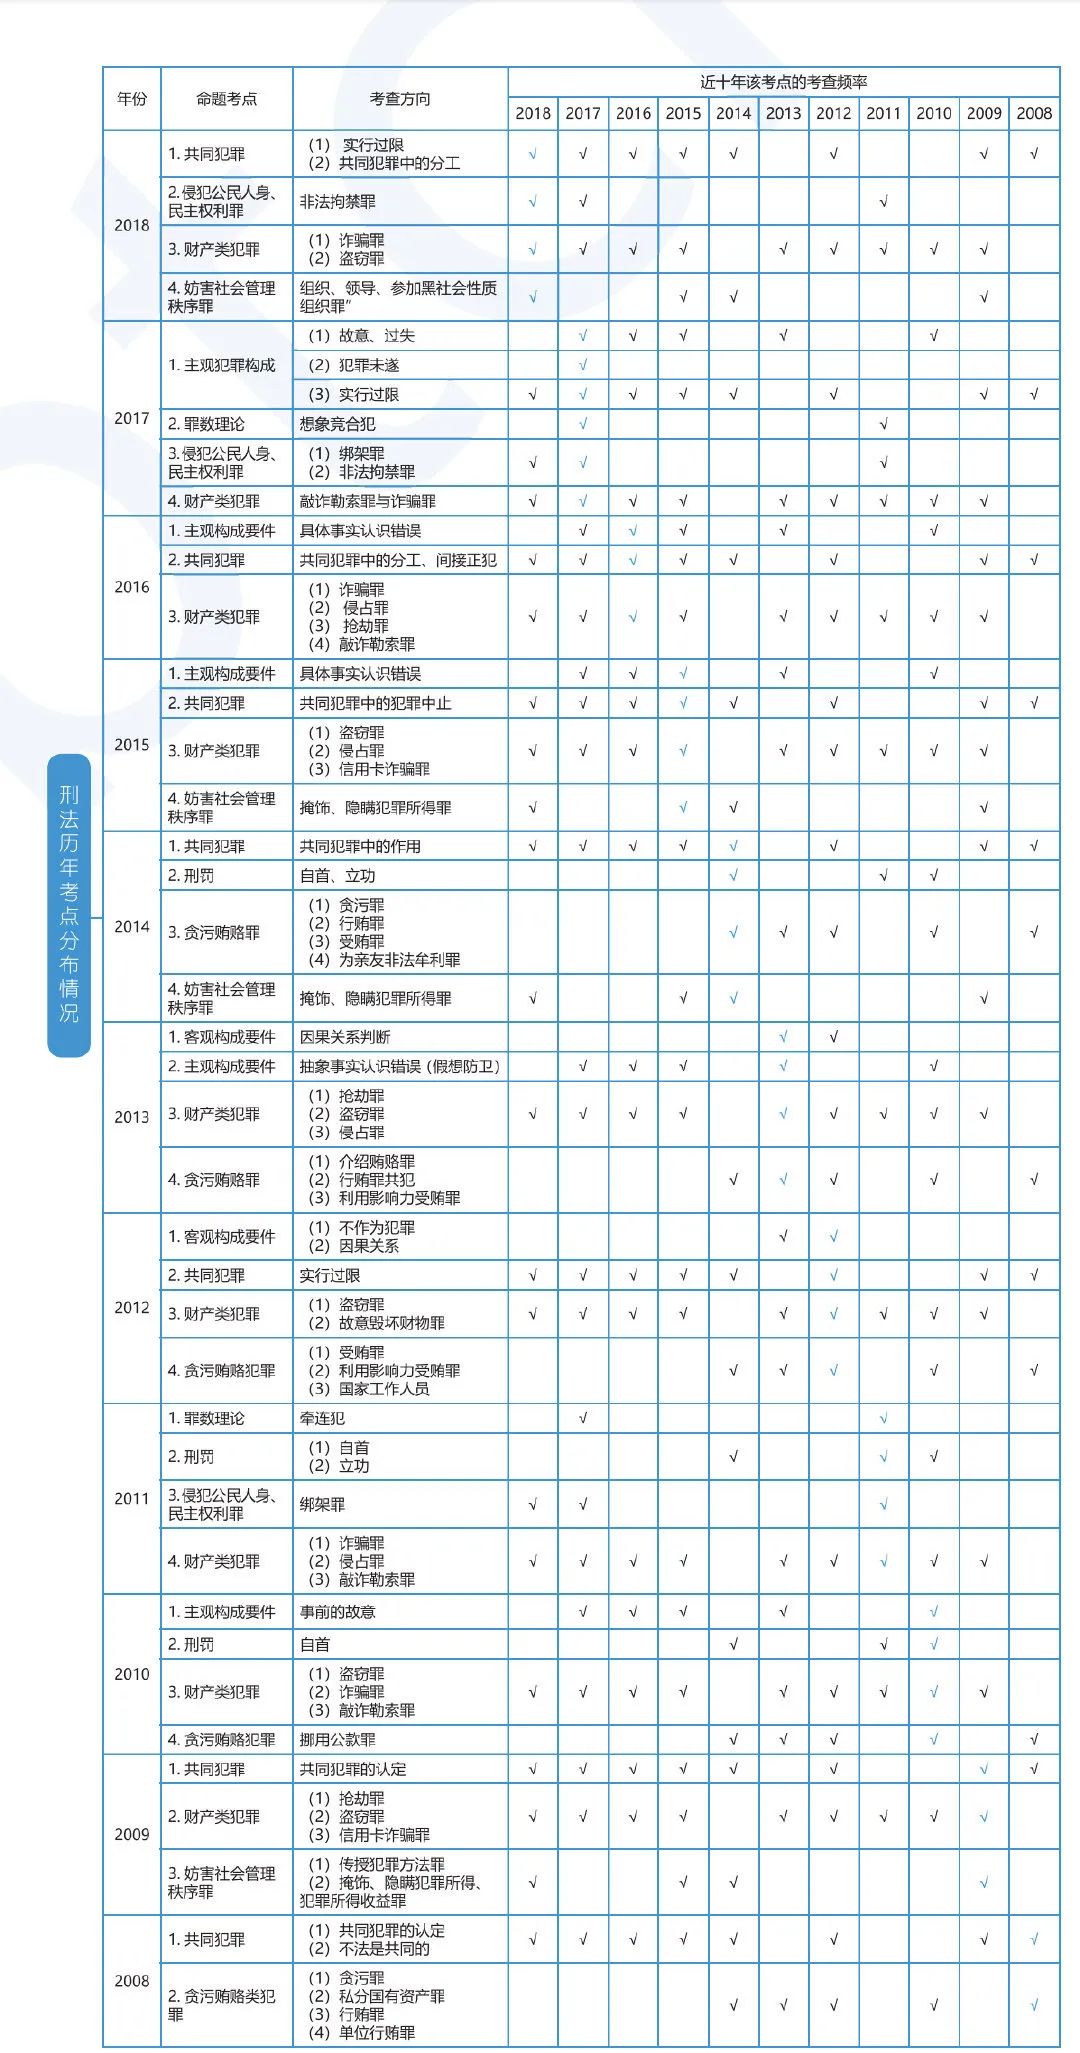 刑法历年考点分布情况
年份 命题考点 考查方向 近十年该考点的考查频率
2018 2017 2016 2015 2014 2013 2012 2011 2010 2009 2008
2018
1. 共同犯罪
(1) 实行过限
(2) 共同犯罪中的分工
√ √ √ √ √ √ √ √
2.侵犯公民人身、
民主权利罪
非法拘禁罪
√ √ √
3. 财产类犯罪
(1) 诈骗罪
(2) 盗窃罪
√ √ √ √ √ √ √ √ √
4. 妨害社会管理
秩序罪
组织、领导、参加黑社会性质
组织罪”
√ √ √ √
2017
1. 主观犯罪构成
(1) 故意、过失
√ √ √ √ √
(2) 犯罪未遂
√
(3) 实行过限
√ √ √ √ √ √ √ √
2. 罪数理论
想象竞合犯
√ √
3.侵犯公民人身、
民主权利罪
(1) 绑架罪
(2) 非法拘禁罪
√ √ √
4. 财产类犯罪
敲诈勒索罪与诈骗罪
√ √ √ √ √ √ √ √ √
2016
1. 主观构成要件
具体事实认识错误
√ √ √ √ √
2. 共同犯罪
共同犯罪中的分工、间接正犯
√ √ √ √ √ √ √ √
3. 财产类犯罪
(1) 诈骗罪
(2) 侵占罪
(3) 抢劫罪
(4) 敲诈勒索罪
√ √ √ √ √ √ √ √ √
2015
1. 主观构成要件
具体事实认识错误
√ √ √ √ √
2. 共同犯罪
共同犯罪中的犯罪中止
√ √ √ √ √ √ √ √
3. 财产类犯罪
(1) 盗窃罪
(2) 侵占罪
(3) 信用卡诈骗罪
√ √ √ √ √ √ √ √ √
4. 妨害社会管理
秩序罪
掩饰、隐瞒犯罪所得罪
√ √ √ √
2014
1. 共同犯罪
共同犯罪中的作用
√ √ √ √ √ √ √ √
2. 刑罚
自首、立功
√ √ √
3. 贪污贿赂罪
(1) 贪污罪
(2) 行贿罪
(3) 受贿罪
(4) 为亲友非法牟利罪
√ √ √ √ √
4. 妨害社会管理
秩序罪
掩饰、隐瞒犯罪所得罪
√ √ √ √
2013
1. 客观构成要件
因果关系判断
√ √
2. 主观构成要件
抽象事实认识错误 (假想防卫)
√ √ √ √ √
3. 财产类犯罪
(1) 抢劫罪
(2) 盗窃罪
(3) 侵占罪
√ √ √ √ √ √ √ √ √
4. 贪污贿赂罪
(1) 介绍贿赂罪
(2) 行贿罪共犯
(3) 利用影响力受贿罪
√ √ √ √ √
2012
1. 客观构成要件
(1) 不作为犯罪
(2) 因果关系
√ √
2. 共同犯罪
实行过限
√ √ √ √ √ √ √ √
3. 财产类犯罪
(1) 盗窃罪
(2) 故意毁坏财物罪
√ √ √ √ √ √ √ √ √
4. 贪污贿赂犯罪
(1) 受贿罪
(2) 利用影响力受贿罪
(3) 国家工作人员
√ √ √ √ √
2011
1. 罪数理论
牵连犯
√ √
2. 刑罚
(1) 自首
(2) 立功
√ √ √
3.侵犯公民人身、
民主权利罪
绑架罪
√ √ √
4. 财产类犯罪
(1) 诈骗罪
(2) 侵占罪
(3) 敲诈勒索罪
√ √ √ √ √ √ √ √ √
2010
1. 主观构成要件
事前的故意
√ √ √ √ √
2. 刑罚
自首
√ √ √
3. 财产类犯罪
(1) 盗窃罪
(2) 诈骗罪
(3) 敲诈勒索罪
√ √ √ √ √ √ √ √ √
4. 贪污贿赂犯罪
挪用公款罪
√ √ √ √ √
2009
1. 共同犯罪
共同犯罪的认定
√ √ √ √ √ √ √ √
2. 财产类犯罪
(1) 抢劫罪
(2) 盗窃罪
(3) 信用卡诈骗罪
√ √ √ √ √ √ √ √ √
3. 妨害社会管理
秩序罪
(1) 传授犯罪方法罪
(2) 掩饰、隐瞒犯罪所得、
犯罪所得收益罪
√ √ √ √
2008
1. 共同犯罪
(1) 共同犯罪的认定
(2) 不法是共同的
√ √ √ √ √ √ √ √
2. 贪污贿赂类犯
罪
(1) 贪污罪
(2) 私分国有资产罪
(3) 行贿罪
(4) 单位行贿罪
√ √ √ √ √